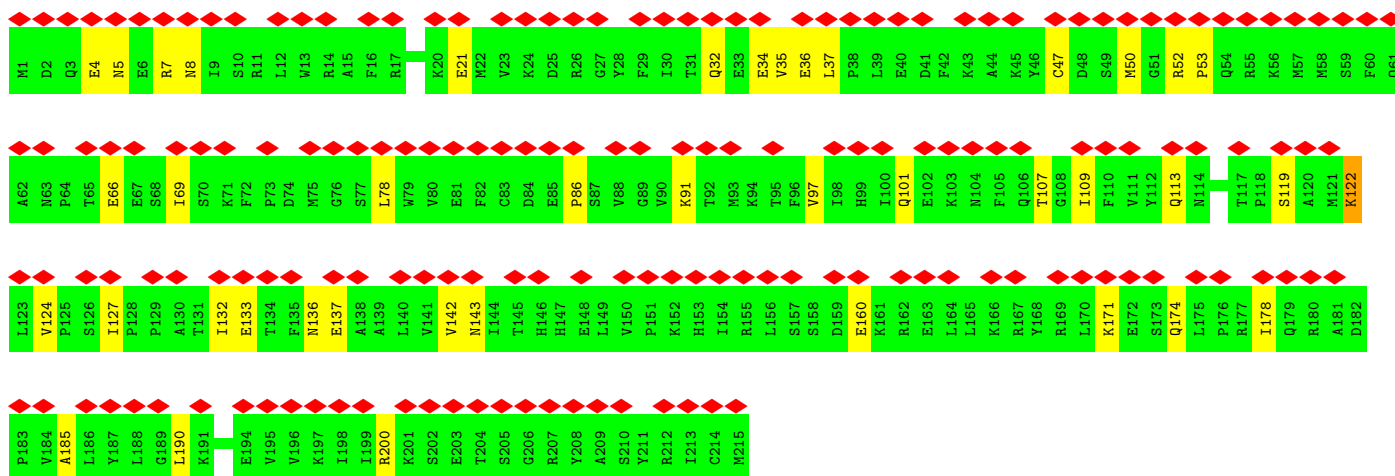 M1 D2 Q3 E4 N5 E6 R7 N8 I9 S10 R11 L12 W13 R14 A15 F16 R17 K20 E21 M22 V23 K24 D25 R26 G27 Y28 F29 I30 T31 Q32 E33 E34 V35 E36 L37 P38 L39 E40 D41 F42 K43 A44 K45 Y46 C47 D48 S49 M50 G51 R52 P53 Q54 R55 K56 M57 M58 S59 F60 Q61
A62 N63 P64 T65 E66 E67 S68 I69 S70 K71 F72 P73 D74 M75 G76 S77 L78 W79 V80 E81 F82 C83 D84 E85 P86 S87 V88 G89 V90 K91 T92 M93 K94 T95 F96 V97 I98 H99 I100 Q101 E102 K103 N104 F105 Q106 T107 G108 I109 F110 V111 Y112 Q113 N114 T117 P118 S119 A120 M121 K122
L123 V124 P125 S126 I127 P128 P129 A130 T131 I132 E133 T134 F135 N136 E137 A138 A139 L140 V141 V142 N143 I144 T145 H146 H147 E148 L149 V150 P151 K152 H153 I154 R155 L156 S157 S158 D159 E160 K161 R162 E163 L164 L165 K166 R167 Y168 R169 L170 K171 E172 S173 Q174 L175 P176 R177 I178 Q179 R180 A181 D182
P183 V184 A185 L186 Y187 L188 G189 L190 K191 E194 V195 V196 K197 I198 I199 R200 K201 S202 E203 T204 S205 G206 R207 Y208 A209 S210 Y211 R212 I213 C214 M215